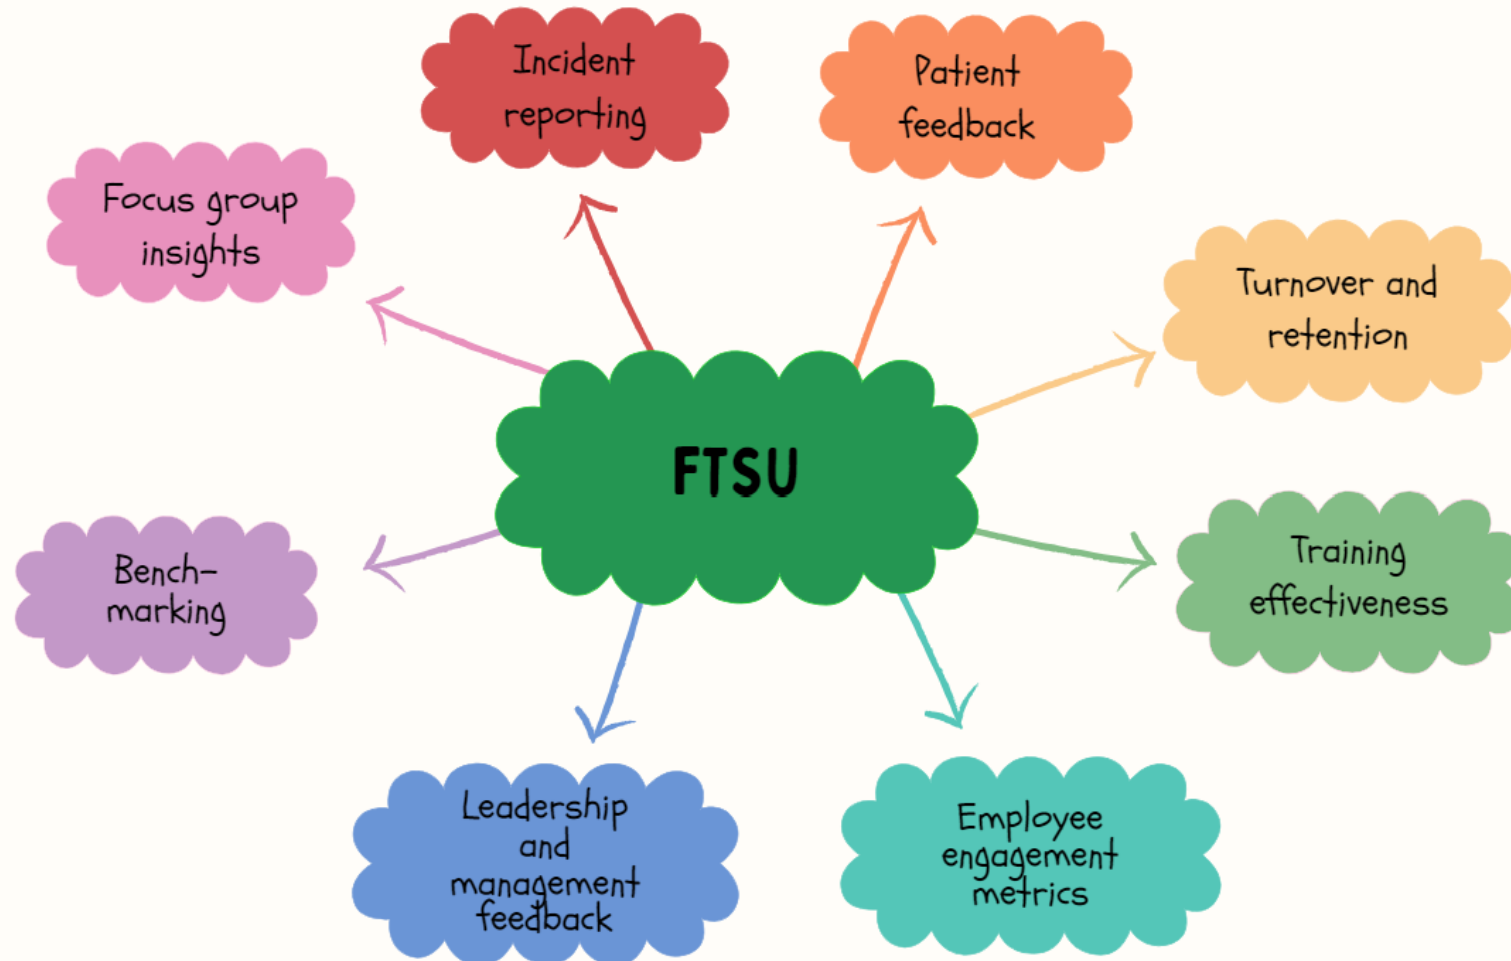 Incident
reporting
Patient
feedback
Focus group
insights
Turnover and
retention
FTSU
Bench-
marking
Training
effectiveness
Leadership
and
management
feedback
Employee
engagement
metrics